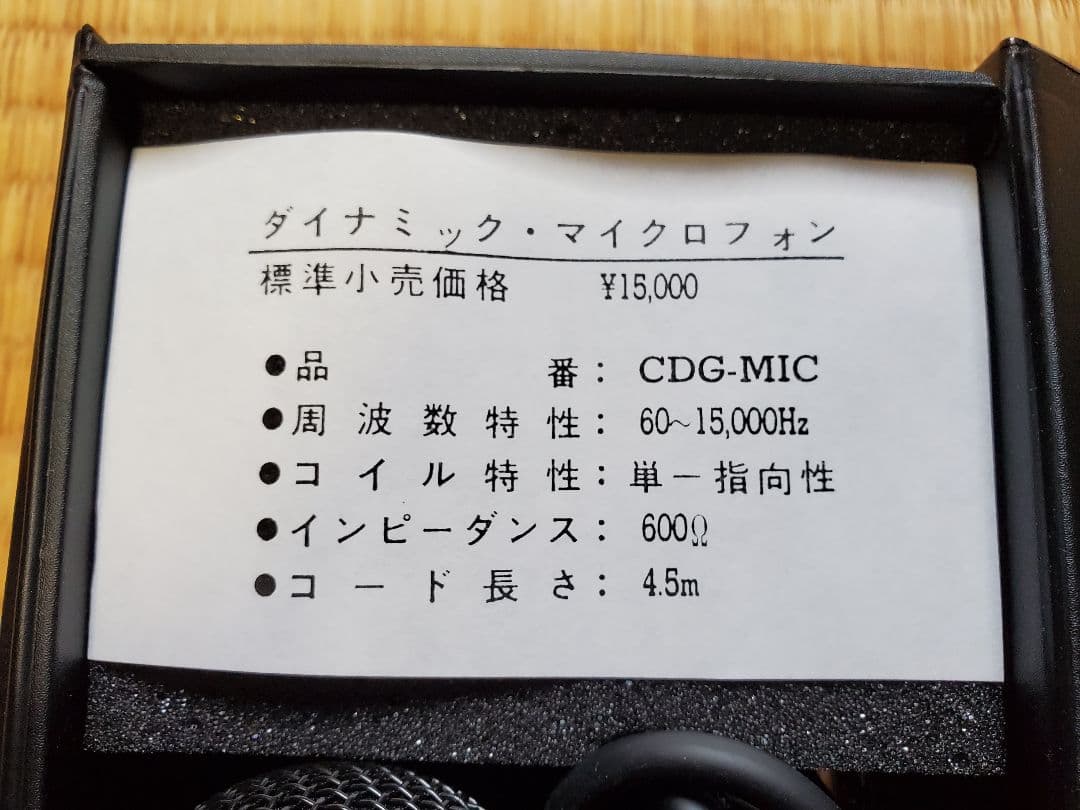 ダイナミック・マイクロフォン
標準小売価格 ¥15,000
●品番： CDG-MIC
●周波数特性： 60～15,000Hz
●コイル特性： 単一指向性
●インピーダンス： 600Ω
●コード長さ： 4.5m